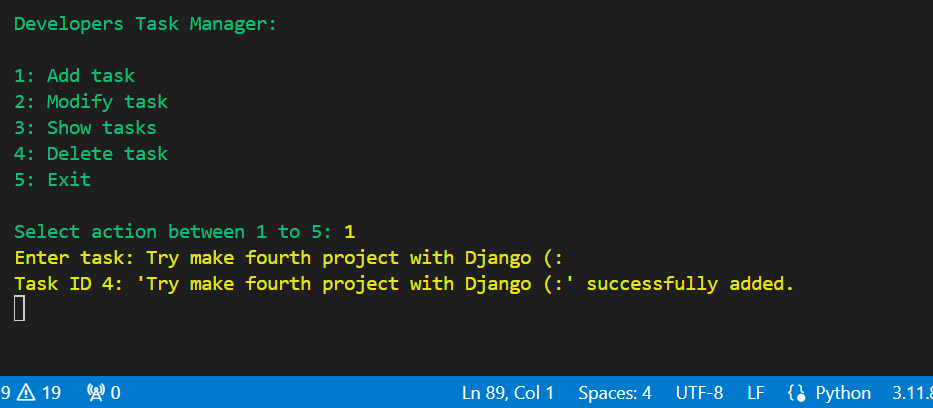 Developers Task Manager:
1: Add task
2: Modify task
3: Show tasks
4: Delete task
5: Exit
Select action between 1 to 5: 1
Enter task: Try make fourth project with Django (:
Task ID 4: 'Try make fourth project with Django (:' successfully added.
9 19 0 Ln 89, Col 1 Spaces: 4 UTF-8 LF Python 3.11.8